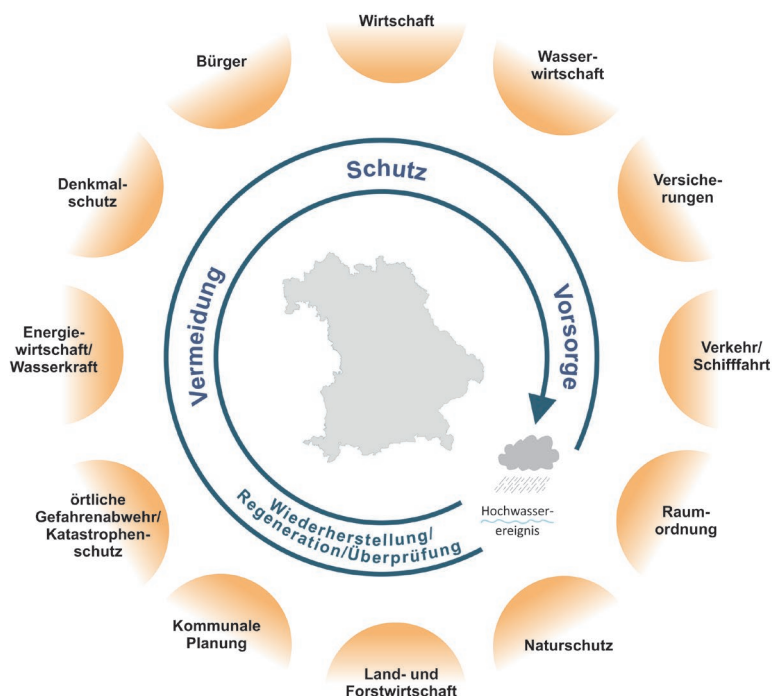 Wirtschaft
Wasser-
wirtschaft
Versiche-
rungen
Verkehr/
Schifffahrt
Raum-
ordnung
Naturschutz
Land- und
Forstwirtschaft
Kommunale
Planung
örtliche
Gefahrenabwehr/
Katastrophen-
schutz
Energie-
wirtschaft/
Wasserkraft
Denkmal-
schutz
Bürger
Schutz
Vorsorge
Hochwasser-
ereignis
Wiederherstellung/
Regeneration/Überprüfung
Vermeidung